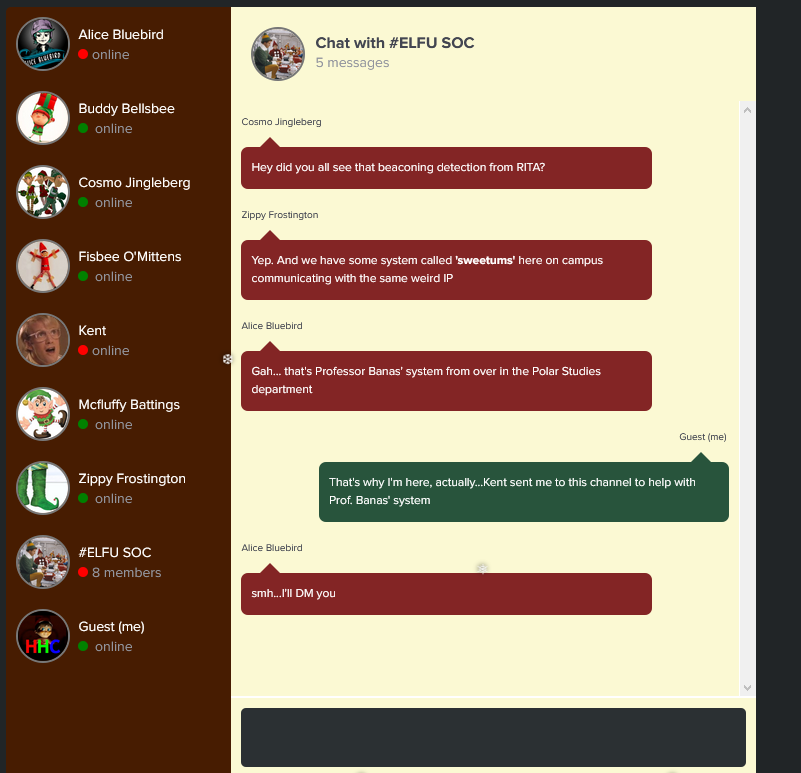 Alice Bluebird
online
ALICE BLUEBIRD
Buddy Bellsbee
online
Cosmo Jingleberg
online
Fisbee O'Mittens
online
Kent
online
Mcfluffy Battings
online
Zippy Frostington
online
#ELFU SOC
8 members
Guest (me)
online
HHC
Chat with #ELFU SOC
5 messages
Cosmo Jingleberg
Hey did you all see that beaconing detection from RITA?
Zippy Frostington
Yep. And we have some system called 'sweetums' here on campus
communicating with the same weird IP
Alice Bluebird
Gah... that's Professor Banas' system from over in the Polar Studies
department
Guest (me)
That's why I'm here, actually...Kent sent me to this channel to help with
Prof. Banas' system
Alice Bluebird
smh...I'll DM you